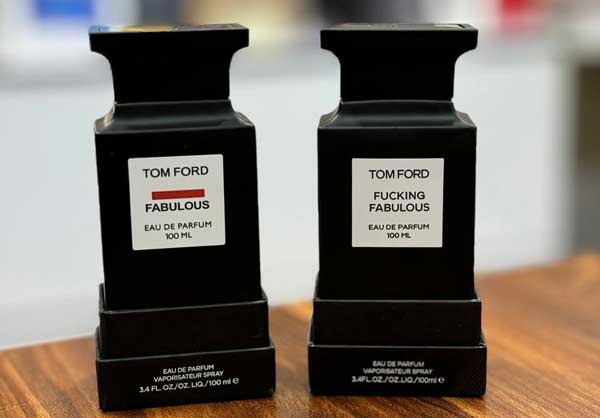 TOM FORD
FABULOUS
EAU DE PARFUM
100 ML
EAU DE PARFUM
VAPORISATEUR SPRAY
3.4 FL.OZ./OZ.LIQ./100 ml ℮
TOM FORD
FUCKING
FABULOUS
EAU DE PARFUM
100 ML
EAU DE PARFUM
VAPORISATEUR SPRAY
3.4FL.OZ./OZ.LIQ./100ml ℮